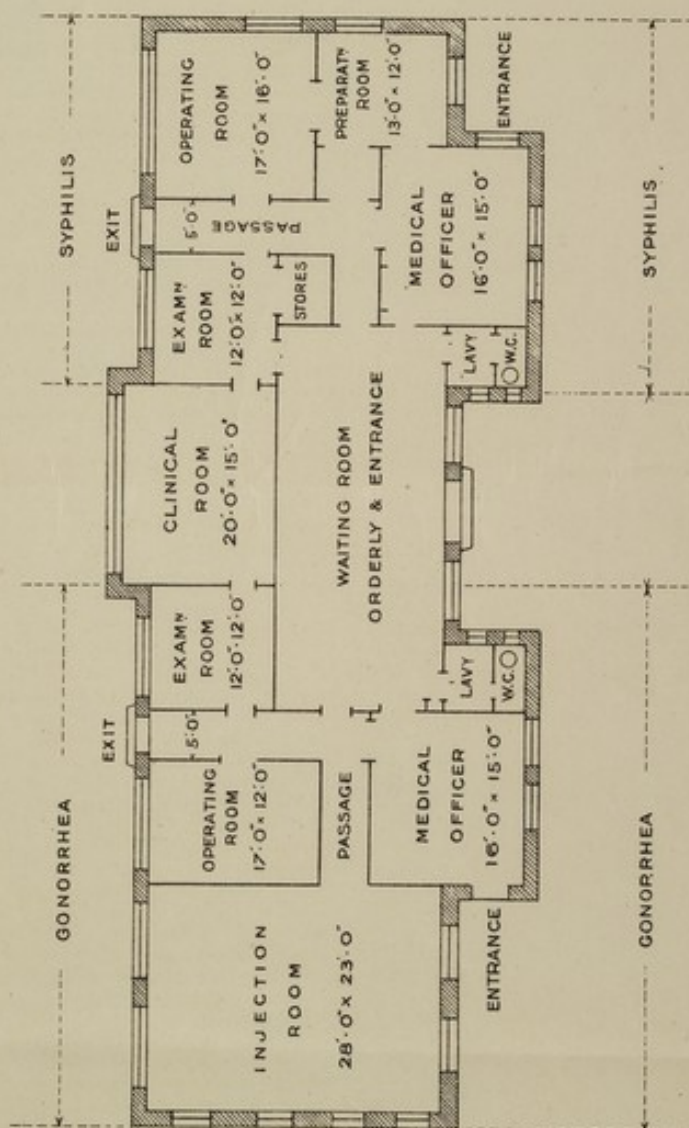 SYPHILIS
EXIT
OPERATING
ROOM
17'·0" × 16'·0"
PREPARATN
ROOM
13'·0" × 12'·0"
ENTRANCE
5'·0"
PASSAGE
MEDICAL
OFFICER
16'·0" × 15'·0"
SYPHILIS
EXAMN
ROOM
12'·0" × 12'·0"
STORES
LAVY
W.C.
CLINICAL
ROOM
20'·0" × 15'·0"
WAITING ROOM
ORDERLY & ENTRANCE
EXAMN
ROOM
12'·0"·12'·0"
LAVY
W.C.
GONORRHEA
EXIT
5'·0"
OPERATING
ROOM
17'·0" × 12'·0"
PASSAGE
MEDICAL
OFFICER
16'·0" × 15'·0"
GONORRHEA
INJECTION
ROOM
28'·0" × 23'·0"
ENTRANCE